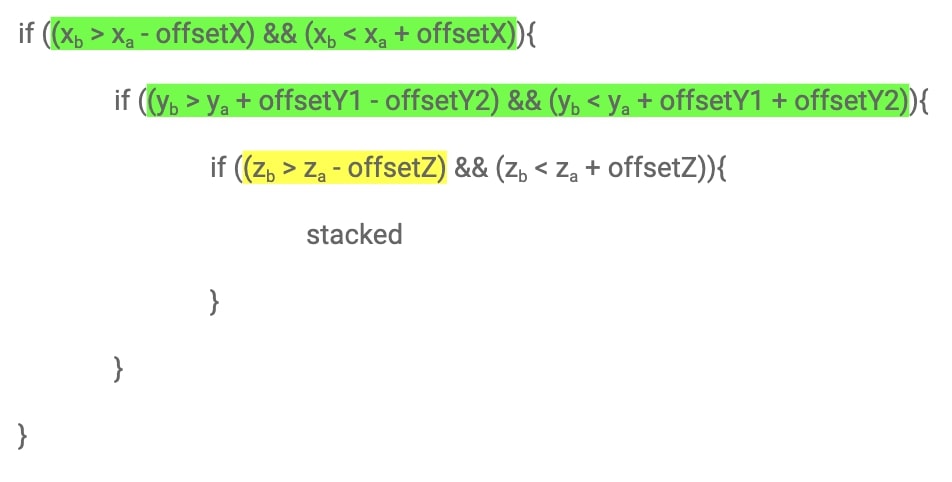 if ((x_b > x_a - offsetX) && (x_b < x_a + offsetX)){
if ((y_b > y_a + offsetY1 - offsetY2) && (y_b < y_a + offsetY1 + offsetY2)){
if ((z_b > z_a - offsetZ) && (z_b < z_a + offsetZ)){
stacked
}
}
}